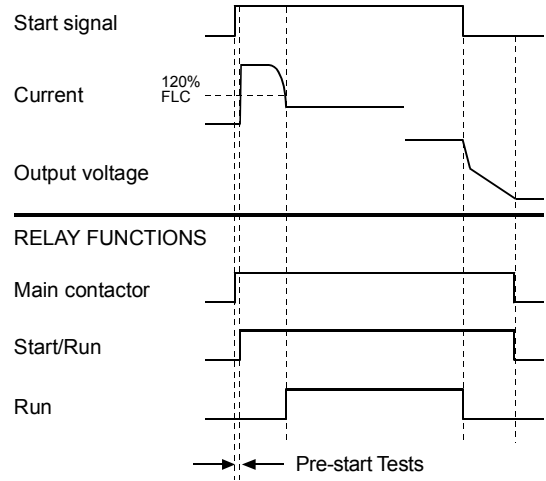 Start signal
120%
FLC
Current
Output voltage
RELAY FUNCTIONS
Main contactor
Start/Run
Run
Pre-start Tests